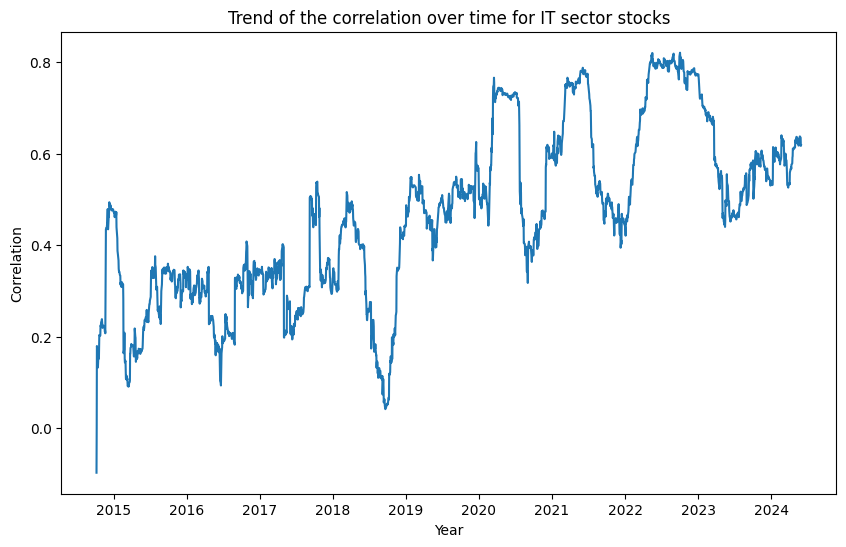 Trend of the correlation over time for IT sector stocks
Correlation
0.8
0.6
0.4
0.2
0.0
2015 2016 2017 2018 2019 2020 2021 2022 2023 2024
Year